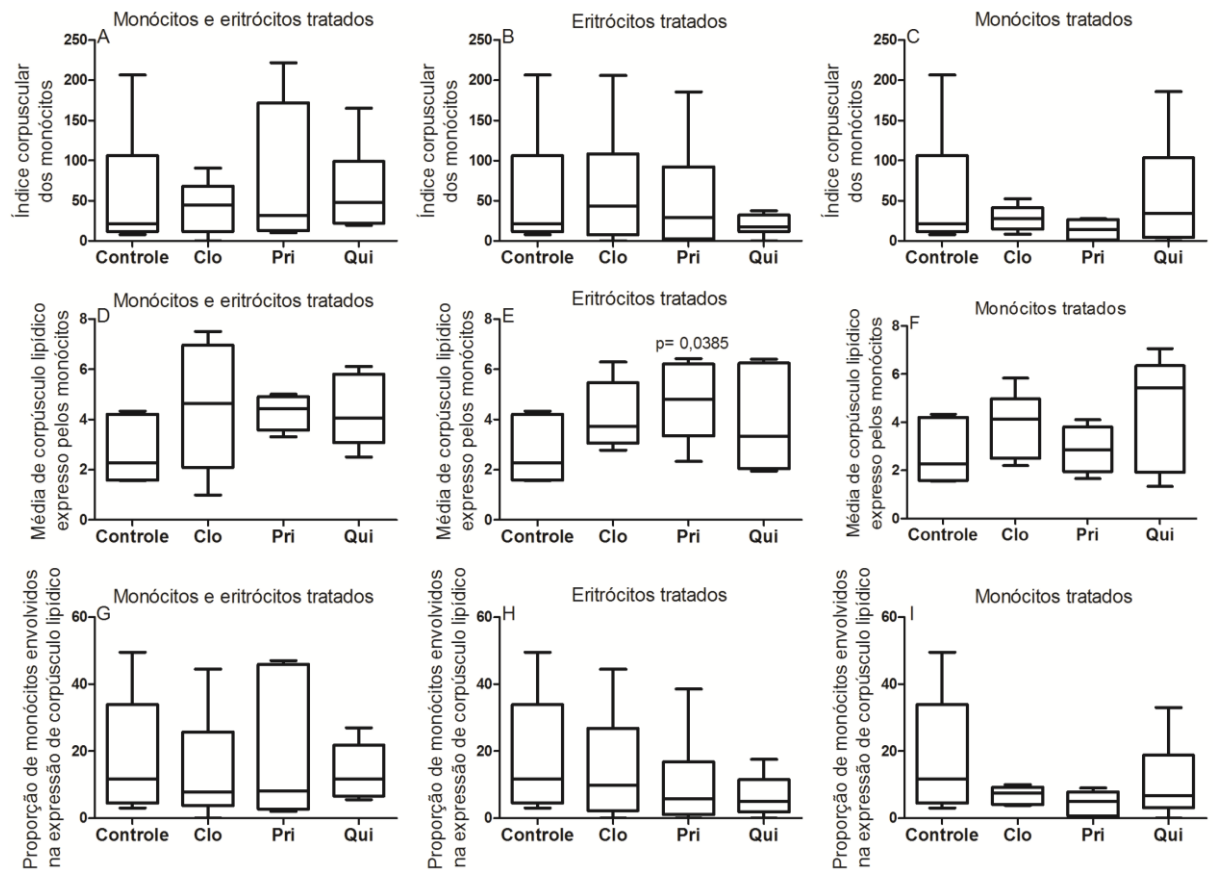 Monócitos e eritrócitos tratados
A
Índice corpuscular
dos monócitos
250
200
150
100
50
0
Controle Clo Pri Qui
Eritrócitos tratados
B
Índice corpuscular
dos monócitos
250
200
150
100
50
0
Controle Clo Pri Qui
Monócitos tratados
C
Índice corpuscular
dos monócitos
250
200
150
100
50
0
Controle Clo Pri Qui
Monócitos e eritrócitos tratados
D
Média de corpúsculo lipídico
expresso pelos monócitos
8
6
4
2
0
Controle Clo Pri Qui
Eritrócitos tratados
E
p= 0,0385
Média de corpúsculo lipídico
expresso pelos monócitos
8
6
4
2
0
Controle Clo Pri Qui
Monócitos tratados
F
Média de corpúsculo lipídico
expresso pelos monócitos
8
6
4
2
0
Controle Clo Pri Qui
Monócitos e eritrócitos tratados
G
Proporção de monócitos envolvidos
na expressão de corpúsculo lipídico
60
40
20
0
Controle Clo Pri Qui
Eritrócitos tratados
H
Proporção de monócitos envolvidos
na expressão de corpúsculo lipídico
60
40
20
0
Controle Clo Pri Qui
Monócitos tratados
I
Proporção de monócitos envolvidos
na expressão de corpúsculo lipídico
60
40
20
0
Controle Clo Pri Qui